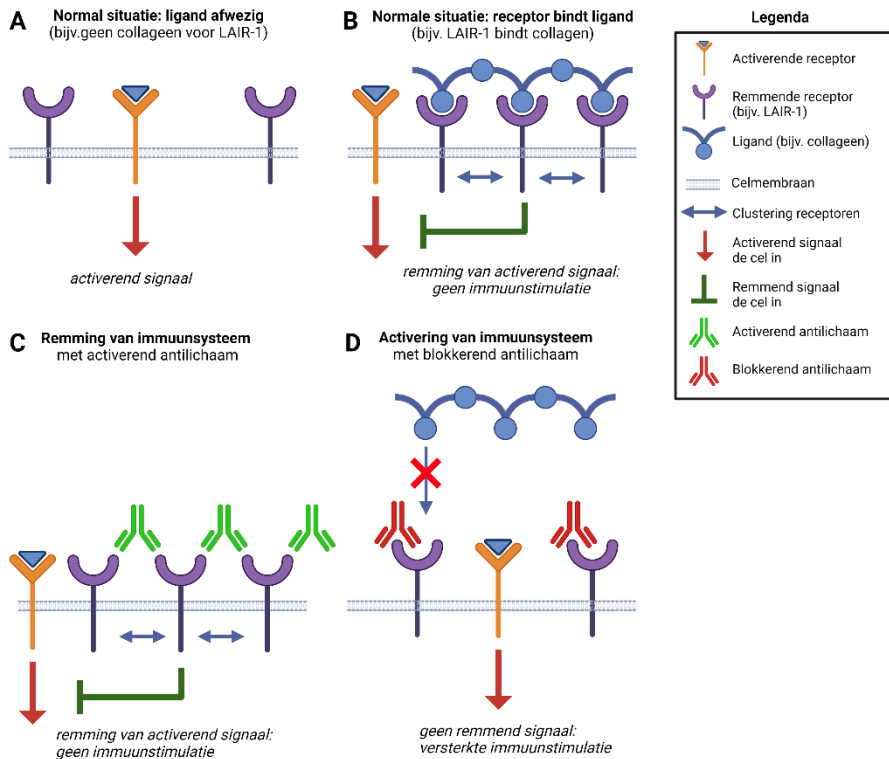 A
Normal situatie: ligand afwezig
(bijv.geen collageen voor LAIR-1)
activerend signaal
B
Normale situatie: receptor bindt ligand
(bijv. LAIR-1 bindt collagen)
remming van activerend signaal:
geen immuunstimulatie
C
Remming van immuunsysteem
met activerend antilichaam
remming van activerend signaal:
geen immuunstimulatie
D
Activering van immuunsysteem
met blokkerend antilichaam
geen remmend signaal:
versterkte immuunstimulatie
Legenda
Activerende receptor
Remmende receptor
(bijv. LAIR-1)
Ligand (bijv. collageen)
Celmembraan
Clustering receptoren
Activerend signaal
de cel in
Remmend signaal
de cel in
Activerend antilichaam
Blokkerend antilichaam